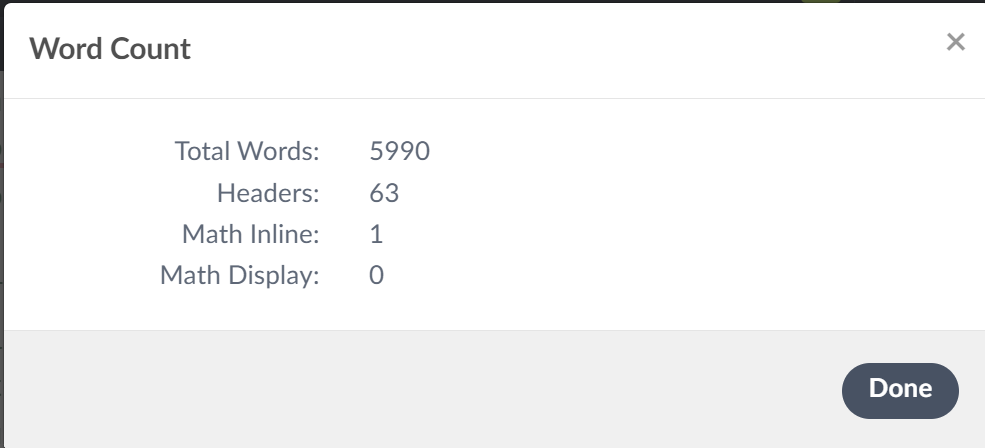 Word Count ×
Total Words: 5990
Headers: 63
Math Inline: 1
Math Display: 0
Done